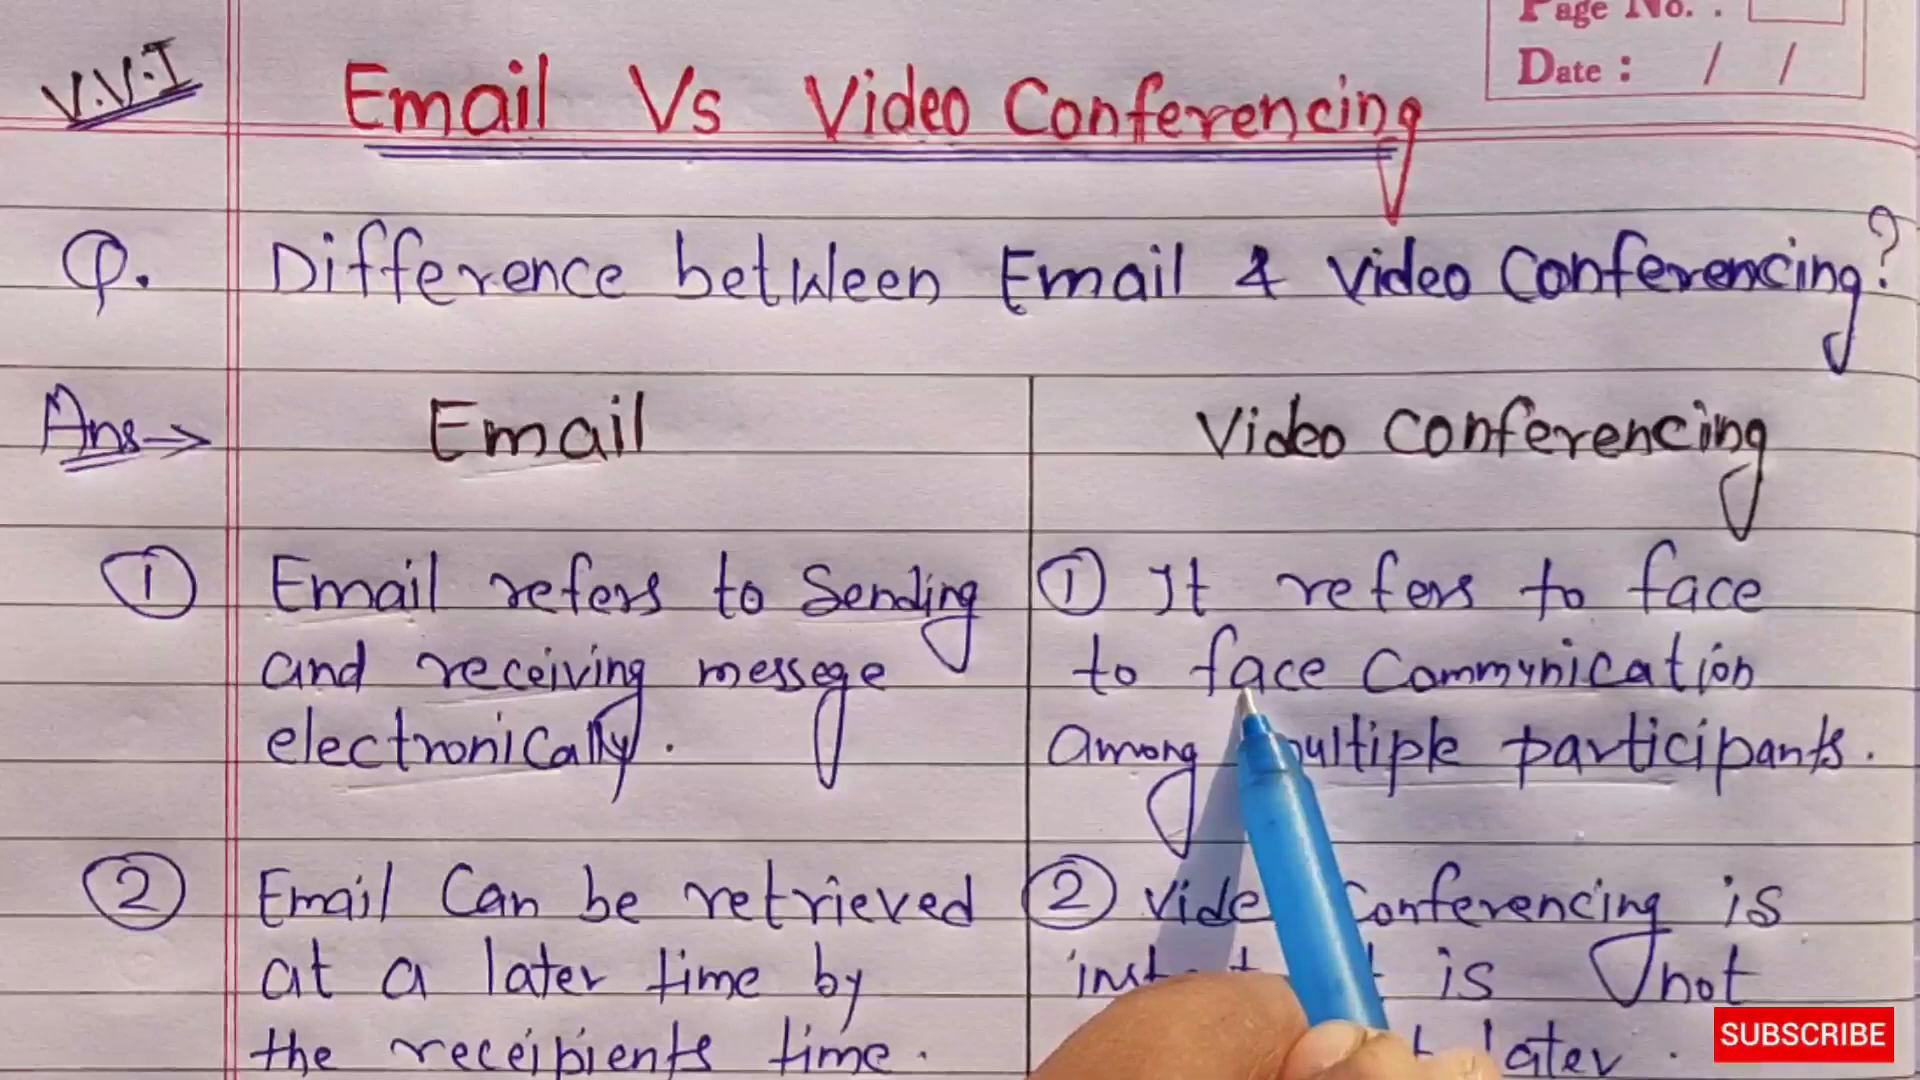 Page No. :
Date : / /
V.V.I
Email Vs Video Conferencing
Q. Difference between Email & Video Conferencing?
Ans→ Email
Video Conferencing
① Email refers to Sending
and receiving messege
electronically.
① It refers to face
to face Communication
among multiple participants.
② Email Can be retrieved
at a later time by
the receipients time.
② Video Conferencing is
is not
later.
SUBSCRIBE